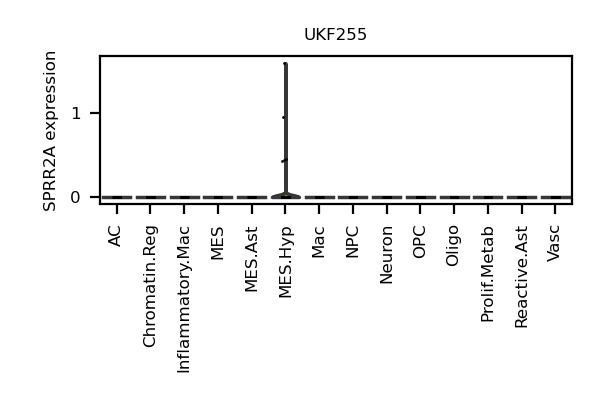 UKF255
SPRR2A expression
1
0
AC
Chromatin.Reg
Inflammatory.Mac
MES
MES.Ast
MES.Hyp
Mac
NPC
Neuron
OPC
Oligo
Prolif.Metab
Reactive.Ast
Vasc